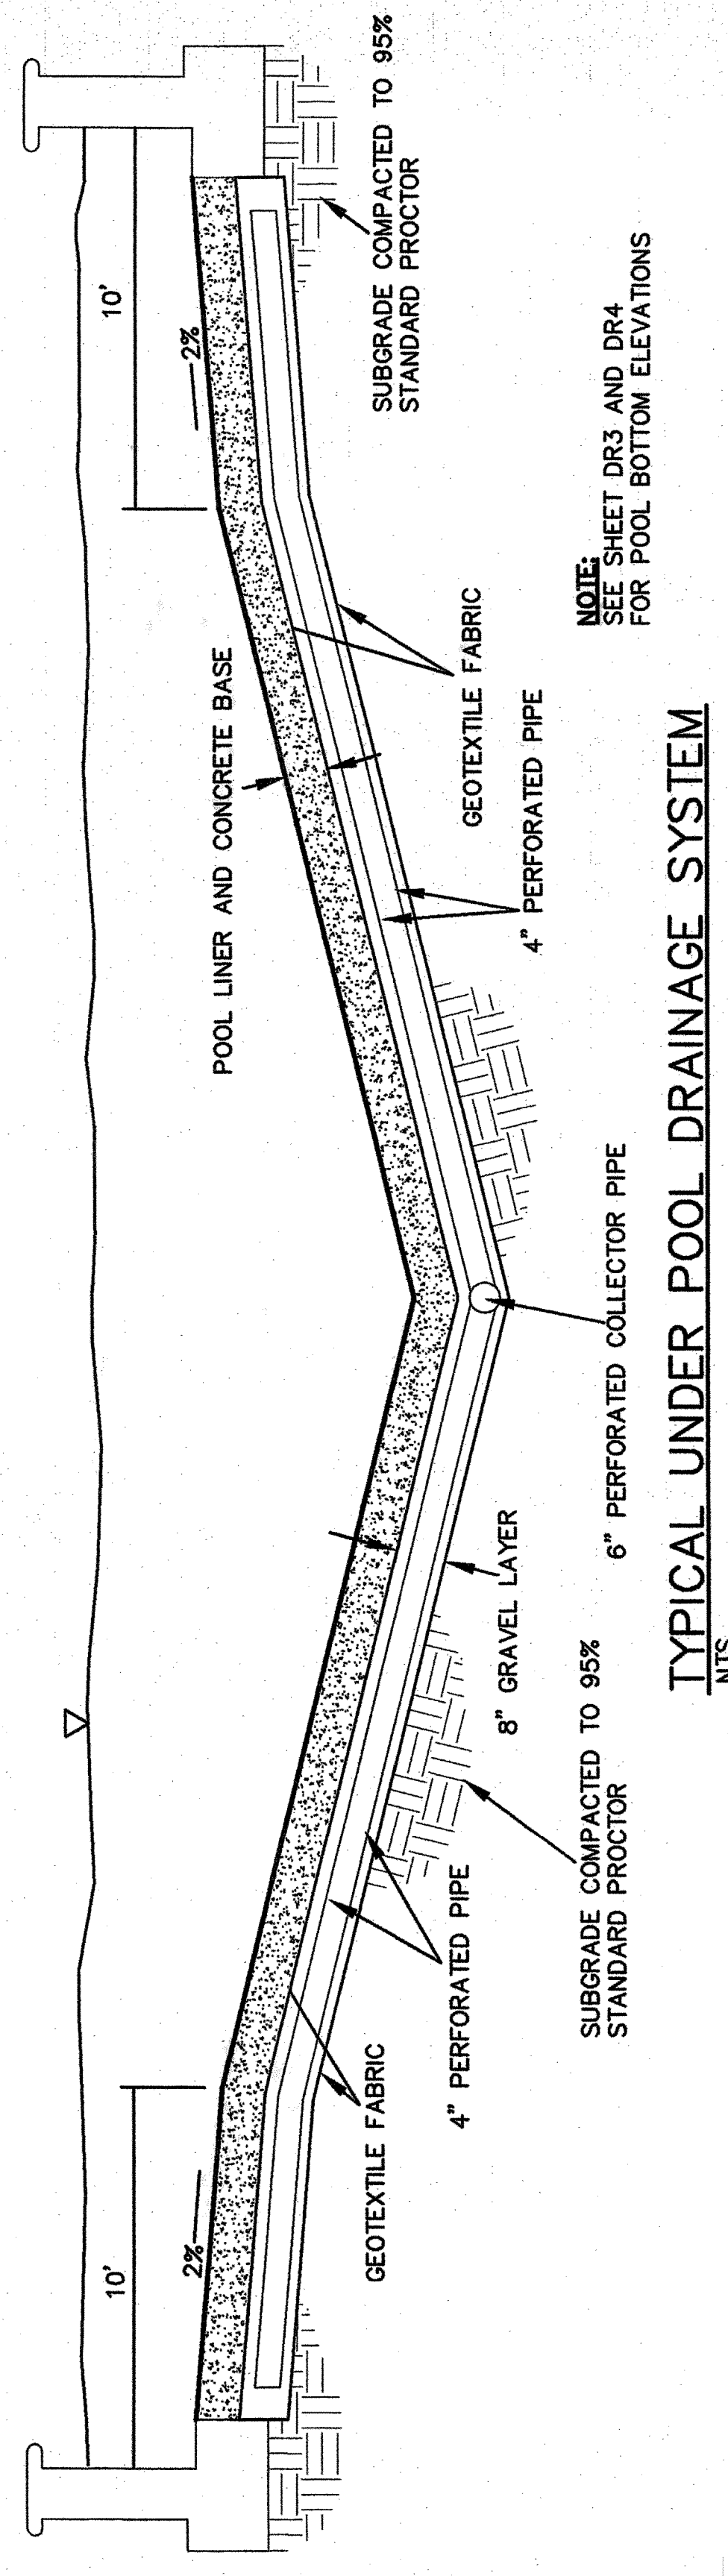 10'
2%
10'
2%
POOL LINER AND CONCRETE BASE
GEOTEXTILE FABRIC
4" PERFORATED PIPE
8" GRAVEL LAYER
SUBGRADE COMPACTED TO 95%
STANDARD PROCTOR
6" PERFORATED COLLECTOR PIPE
4" PERFORATED PIPE
GEOTEXTILE FABRIC
SUBGRADE COMPACTED TO 95%
STANDARD PROCTOR
NOTE:
SEE SHEET DR3 AND DR4
FOR POOL BOTTOM ELEVATIONS
TYPICAL UNDER POOL DRAINAGE SYSTEM
NTS